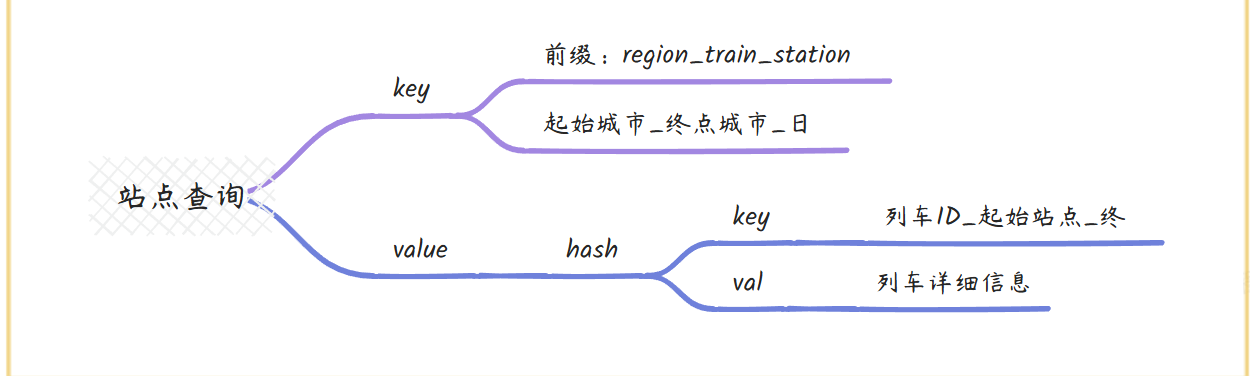 前缀：region_train_station
key
起始城市_终点城市_日
站点查询
key
列车ID_起始站点_终
value
hash
val
列车详细信息